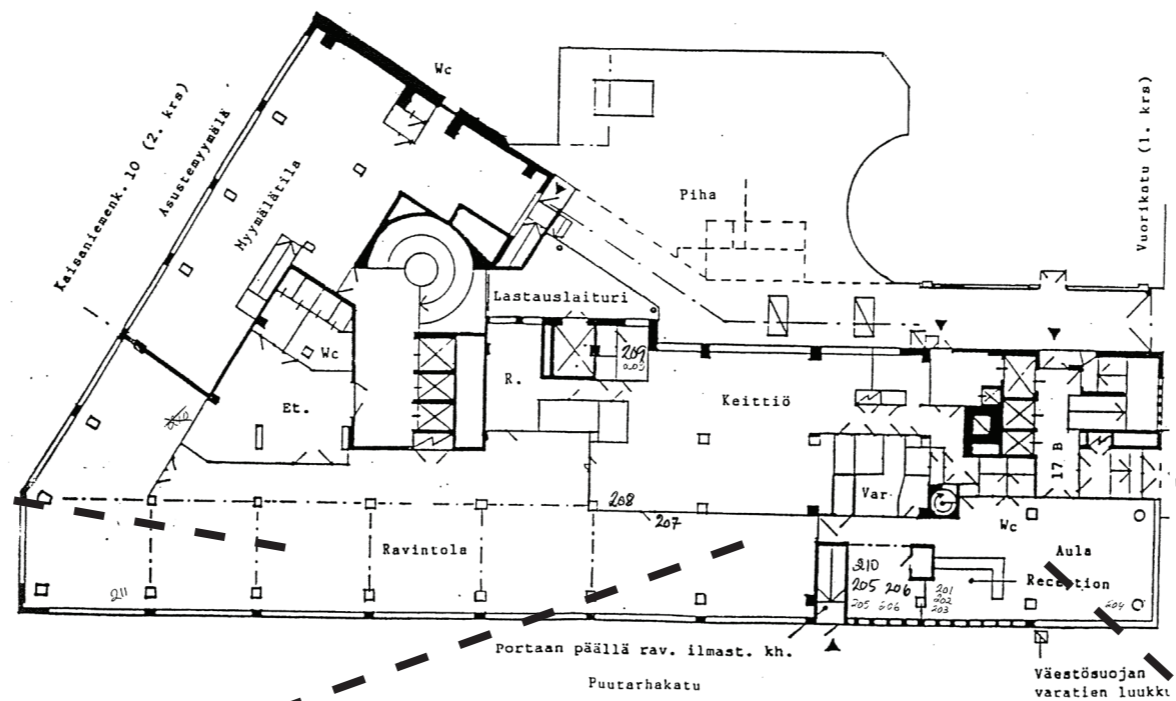 Wc
Kaisaniemenk. 10 (2. krs)
Asustemyymälä
Myymälätila
Vuorikatu (1. krs)
Piha
Lastauslaituri
Wc
R.
209
Et.
Keittiö
17 B
Var
208
207
Wc
Ravintola
Aula
Reception
210
205 206
205 606
201
202
203
204
211
Portaan päällä rav. ilmast. kh.
Puutarhakatu
Väestösuojan
varatien luukku